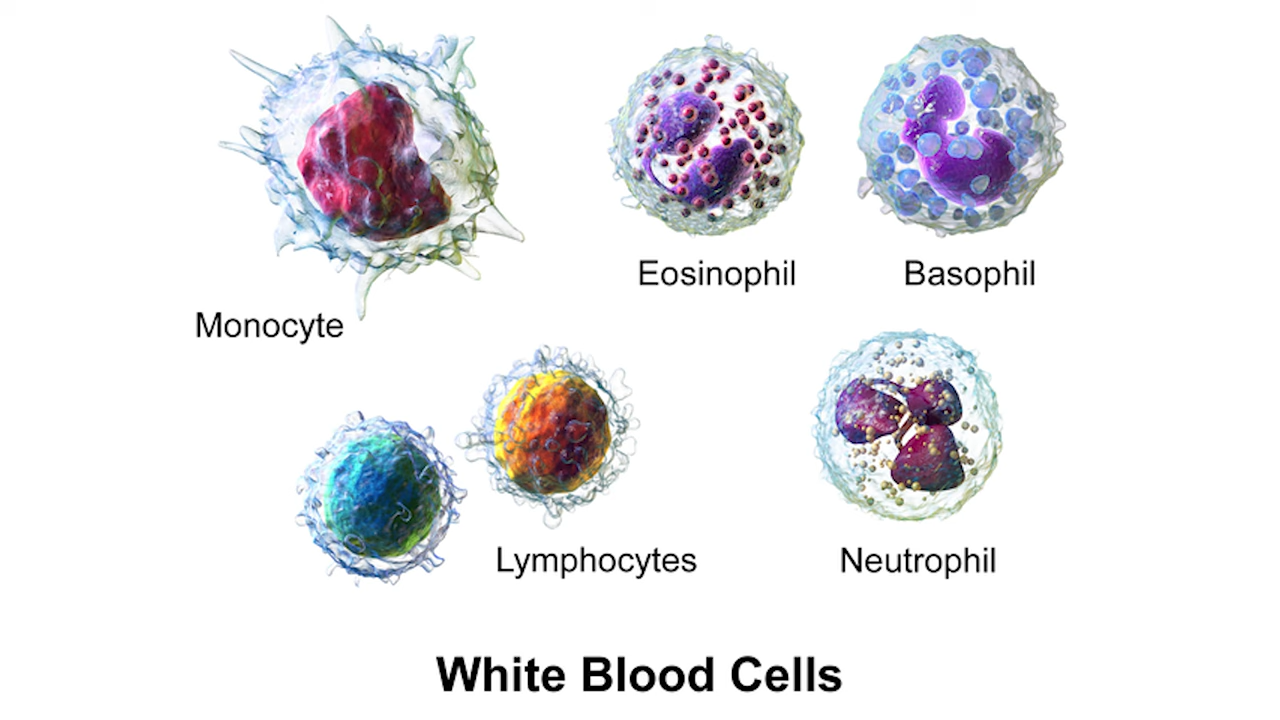 Eosinophil
Basophil
Monocyte
Lymphocytes
Neutrophil
White Blood Cells